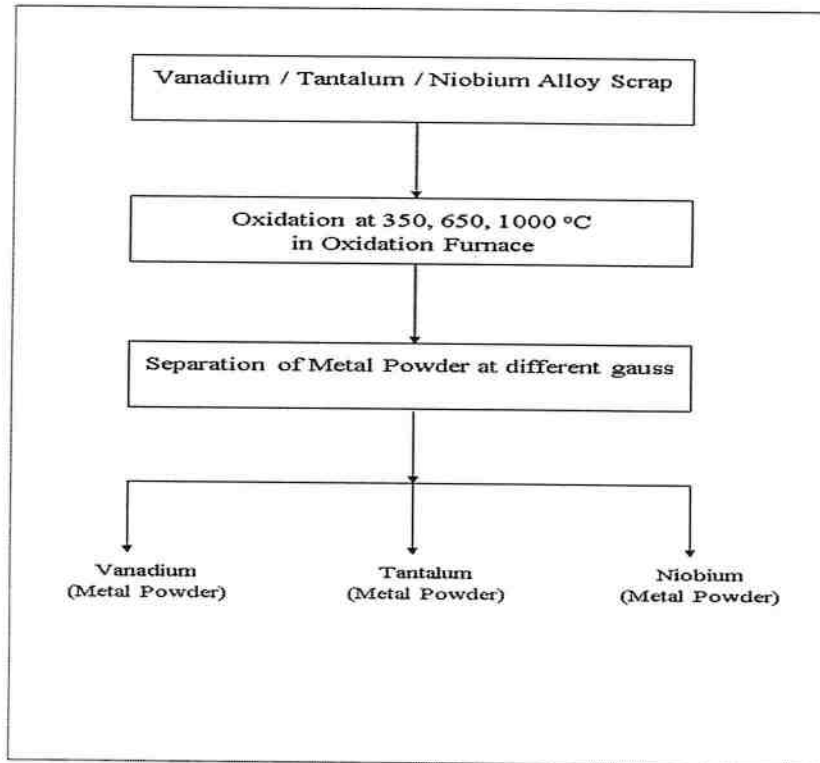 Vanadium / Tantalum / Niobium Alloy Scrap
Oxidation at 350, 650, 1000 ºC
in Oxidation Furnace
Separation of Metal Powder at different gauss
Vanadium
(Metal Powder)
Tantalum
(Metal Powder)
Niobium
(Metal Powder)